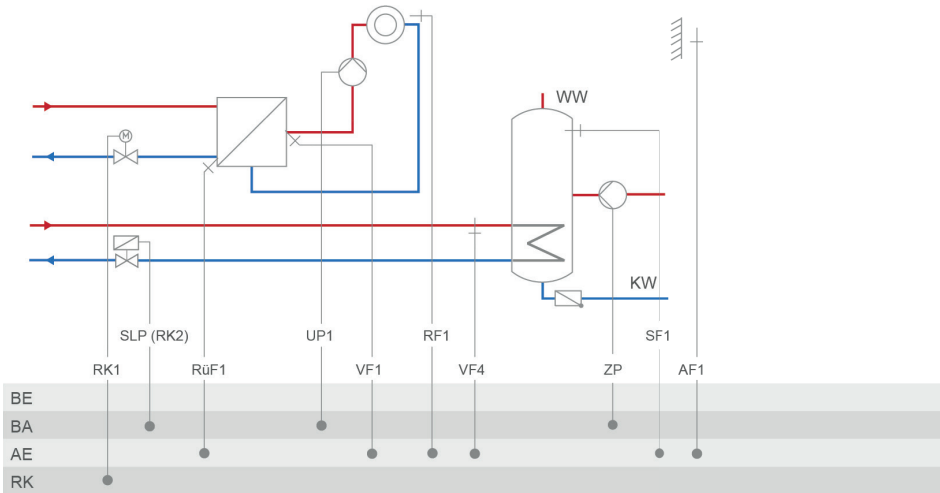 WW
M
KW
SLP (RK2) UP1 RF1 SF1
RK1 RüF1 VF1 VF4 ZP AF1
BE
BA
AE
RK